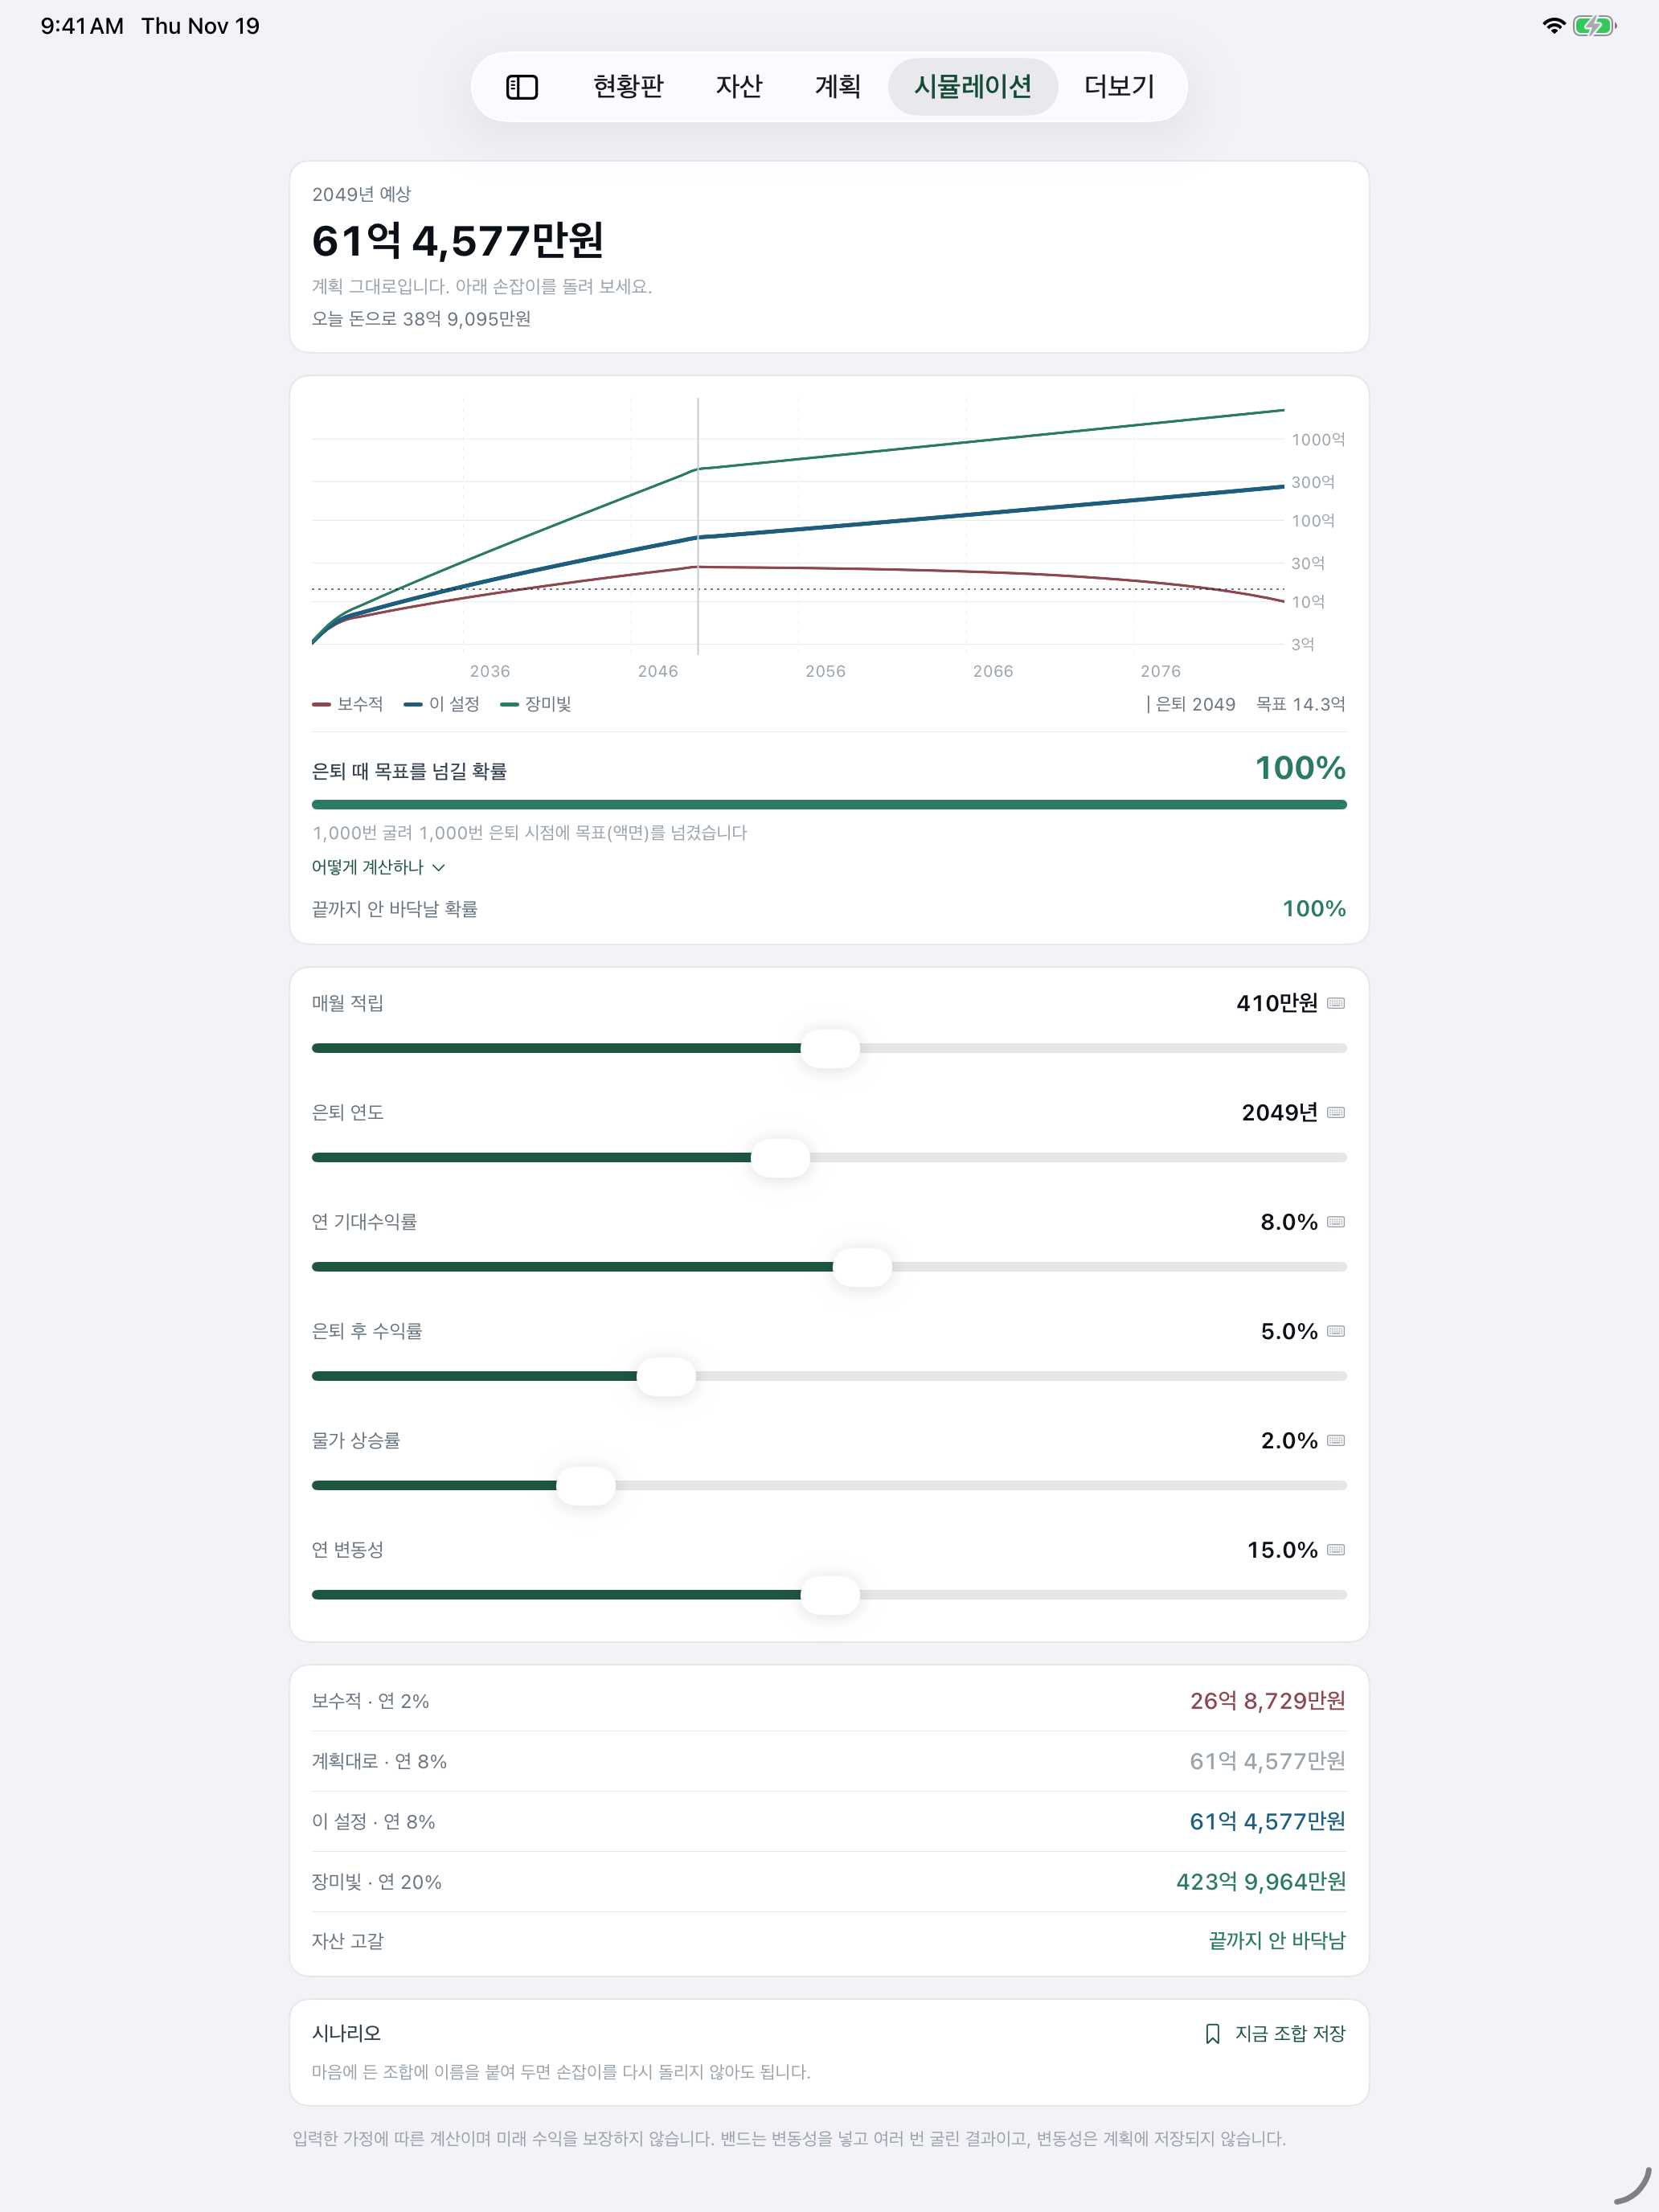 9:41 AM Thu Nov 19
현황판 자산 계획 시뮬레이션 더보기
2049년 예상
61억 4,577만원
계획 그대로입니다. 아래 손잡이를 돌려 보세요.
오늘 돈으로 38억 9,095만원
1000억
300억
100억
30억
10억
3억
2036 2046 2056 2066 2076
보수적 이 설정 장미빛 | 은퇴 2049 목표 14.3억
은퇴 때 목표를 넘길 확률 100%
1,000번 굴려 1,000번 은퇴 시점에 목표(액면)를 넘겼습니다
어떻게 계산하나
끝까지 안 바닥날 확률 100%
매월 적립 410만원
은퇴 연도 2049년
연 기대수익률 8.0%
은퇴 후 수익률 5.0%
물가 상승률 2.0%
연 변동성 15.0%
보수적 · 연 2% 26억 8,729만원
계획대로 · 연 8% 61억 4,577만원
이 설정 · 연 8% 61억 4,577만원
장미빛 · 연 20% 423억 9,964만원
자산 고갈 끝까지 안 바닥남
시나리오 지금 조합 저장
마음에 든 조합에 이름을 붙여 두면 손잡이를 다시 돌리지 않아도 됩니다.
입력한 가정에 따른 계산이며 미래 수익을 보장하지 않습니다. 밴드는 변동성을 넣고 여러 번 굴린 결과이고, 변동성은 계획에 저장되지 않습니다.